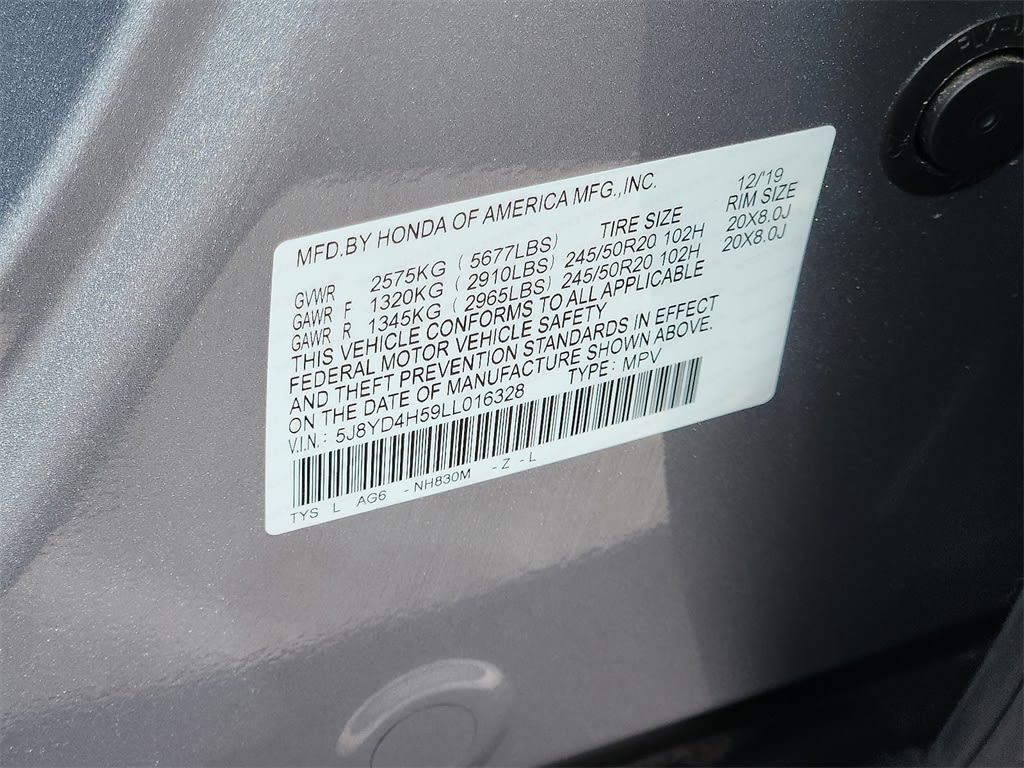 MFD.BY HONDA OF AMERICA MFG.,INC. 12/'19
TIRE SIZE RIM SIZE
GVWR 2575KG ( 5677LBS)
GAWR F 1320KG ( 2910LBS) 245/50R20 102H 20X8.0J
GAWR R 1345KG ( 2965LBS) 245/50R20 102H 20X8.0J
THIS VEHICLE CONFORMS TO ALL APPLICABLE
FEDERAL MOTOR VEHICLE SAFETY
AND THEFT PREVENTION STANDARDS IN EFFECT
ON THE DATE OF MANUFACTURE SHOWN ABOVE.
V.I.N.: 5J8YD4H59LL016328 TYPE: MPV
TYS L AG6 -NH830M -Z -L